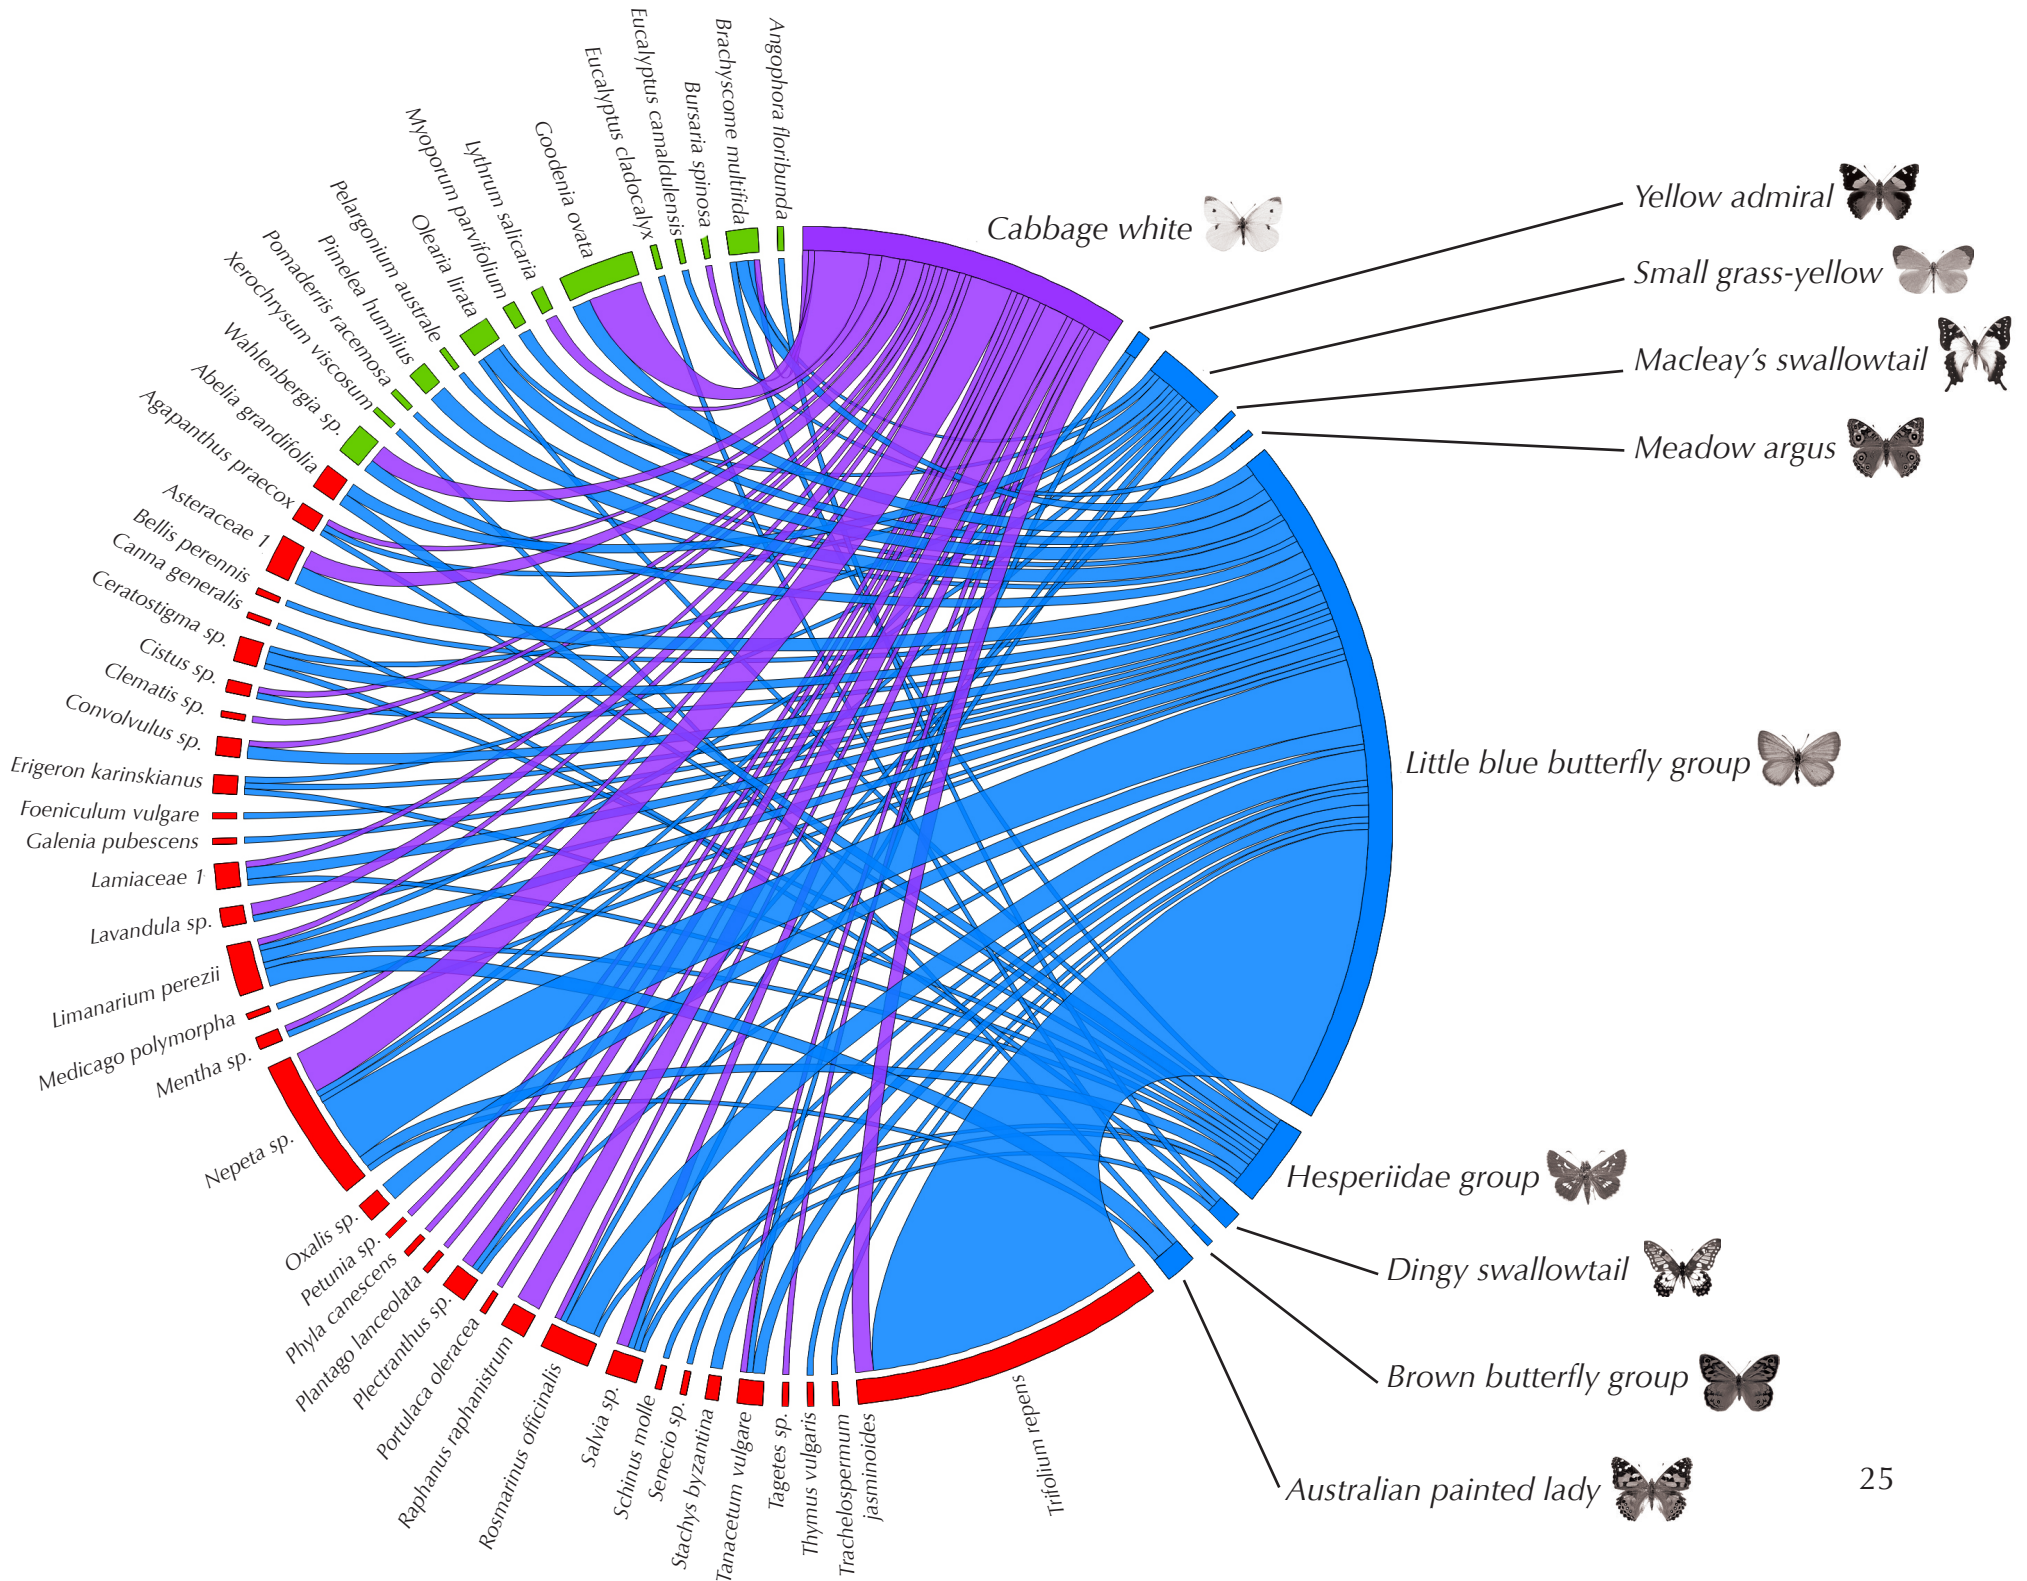 Angophora floribunda
Brachyscome multifida
Bursaria spinosa
Eucalyptus camaldulensis
Eucalyptus cladocalyx
Goodenia ovata
Lythrum salicaria
Myoporum parvifolium
Olearia lirata
Pelargonium australe
Pimelea humilius
Pomaderris racemosa
Xerochrysum viscosum
Wahlenbergia sp.
Abelia grandifolia
Agapanthus praecox
Asteraceae 1
Bellis perennis
Canna generalis
Ceratostigma sp.
Cistus sp.
Clematis sp.
Convolvulus sp.
Erigeron karinskianus
Foeniculum vulgare
Galenia pubescens
Lamiaceae 1
Lavandula sp.
Limanarium perezii
Medicago polymorpha
Mentha sp.
Nepeta sp.
Oxalis sp.
Petunia sp.
Phyla canescens
Plantago lanceolata
Plectranthus sp.
Portulaca oleracea
Raphanus raphanistrum
Rosmarinus officinalis
Salvia sp.
Schinus molle
Senecio sp.
Stachys byzantina
Tanacetum vulgare
Tagetes sp.
Thymus vulgaris
Trachelospermum
jasminoides
Trifolium repens
Cabbage white
Yellow admiral
Small grass-yellow
Macleay's swallowtail
Meadow argus
Little blue butterfly group
Hesperiidae group
Dingy swallowtail
Brown butterfly group
Australian painted lady
25